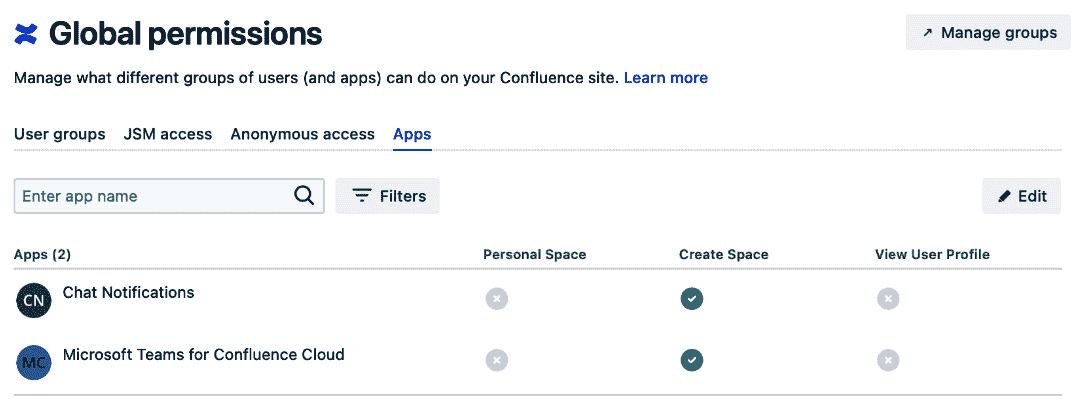 Global permissions
Manage groups
Manage what different groups of users (and apps) can do on your Confluence site. Learn more
User groups JSM access Anonymous access Apps
Enter app name Filters Edit
Apps (2) Personal Space Create Space View User Profile
CN Chat Notifications
MC Microsoft Teams for Confluence Cloud